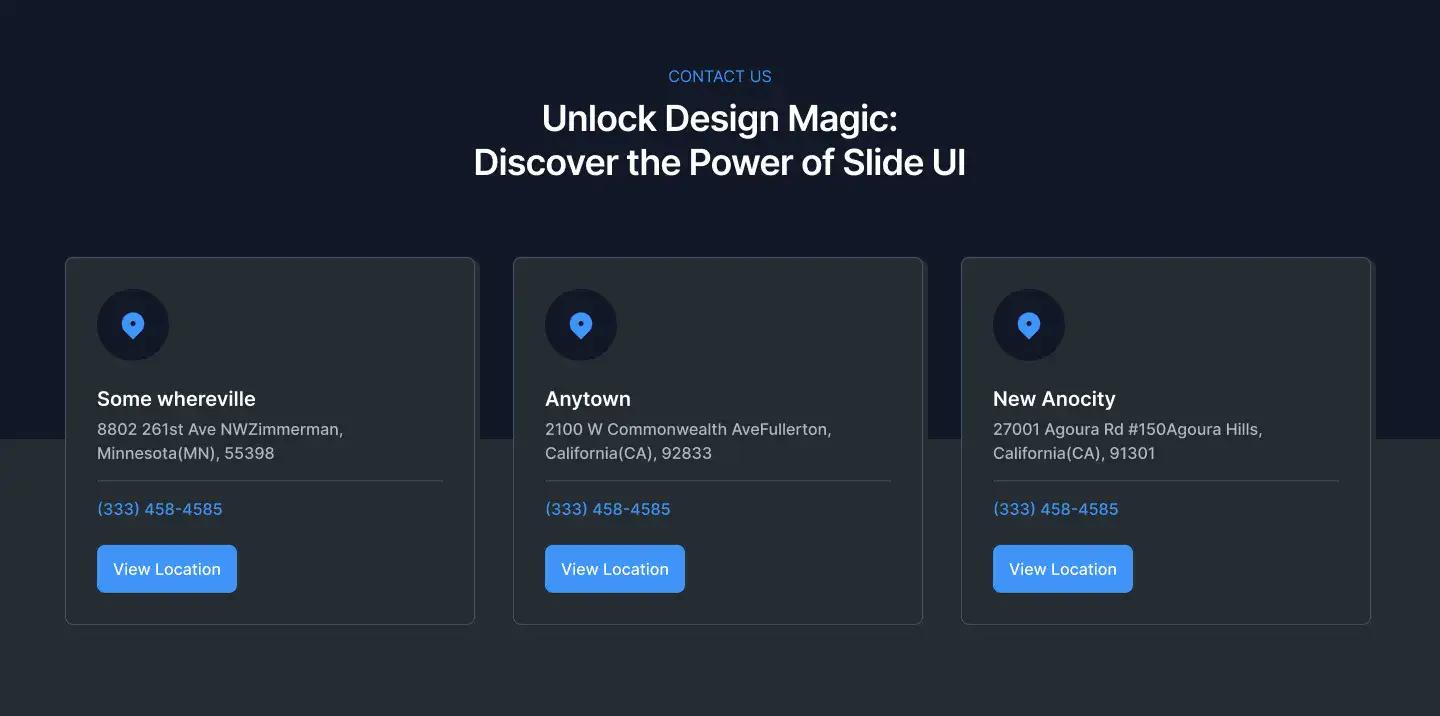 CONTACT US
Unlock Design Magic:
Discover the Power of Slide UI
Some whereville
8802 261st Ave NWZimmerman,
Minnesota(MN), 55398
(333) 458-4585
View Location
Anytown
2100 W Commonwealth AveFullerton,
California(CA), 92833
(333) 458-4585
View Location
New Anocity
27001 Agoura Rd #150Agoura Hills,
California(CA), 91301
(333) 458-4585
View Location